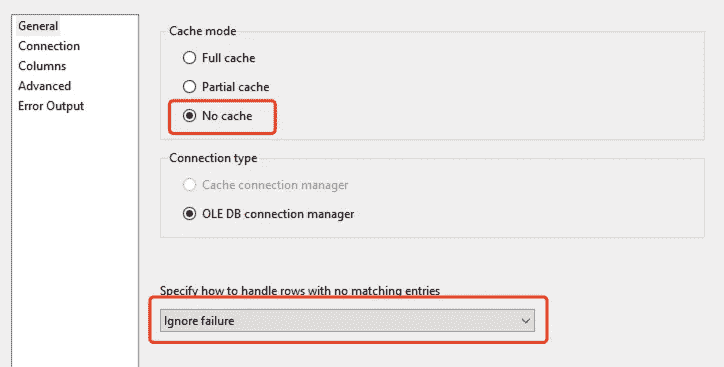 General
Connection
Columns
Advanced
Error Output
Cache mode
Full cache
Partial cache
No cache
Connection type
Cache connection manager
OLE DB connection manager
Specify how to handle rows with no matching entries
Ignore failure